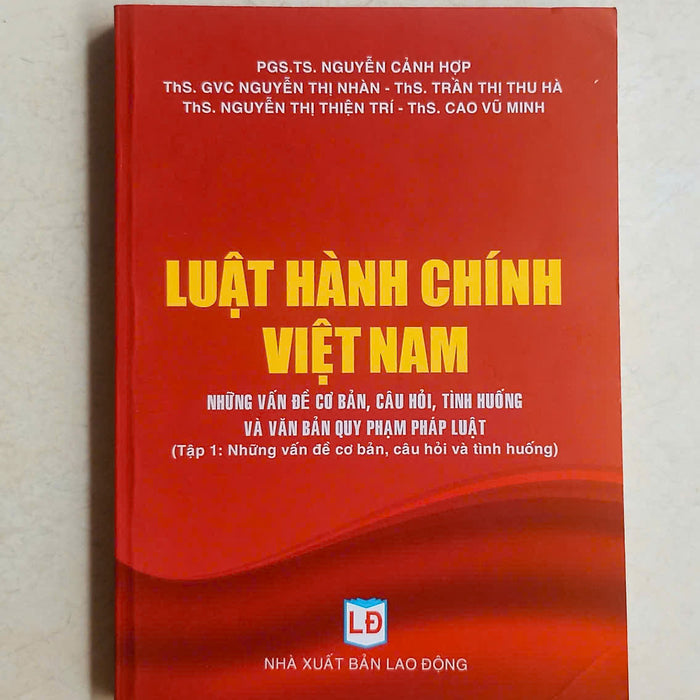 PGS.TS. NGUYỄN CẢNH HỢP
ThS. GVC NGUYỄN THỊ NHÀN - ThS. TRẦN THỊ THU HÀ
ThS. NGUYỄN THỊ THIỆN TRÍ - ThS. CAO VŨ MINH
LUẬT HÀNH CHÍNH
VIỆT NAM
NHỮNG VẤN ĐỀ CƠ BẢN, CÂU HỎI, TÌNH HUỐNG
VÀ VĂN BẢN QUY PHẠM PHÁP LUẬT
(Tập 1: Những vấn đề cơ bản, câu hỏi và tình huống)
LĐ
NHÀ XUẤT BẢN LAO ĐỘNG